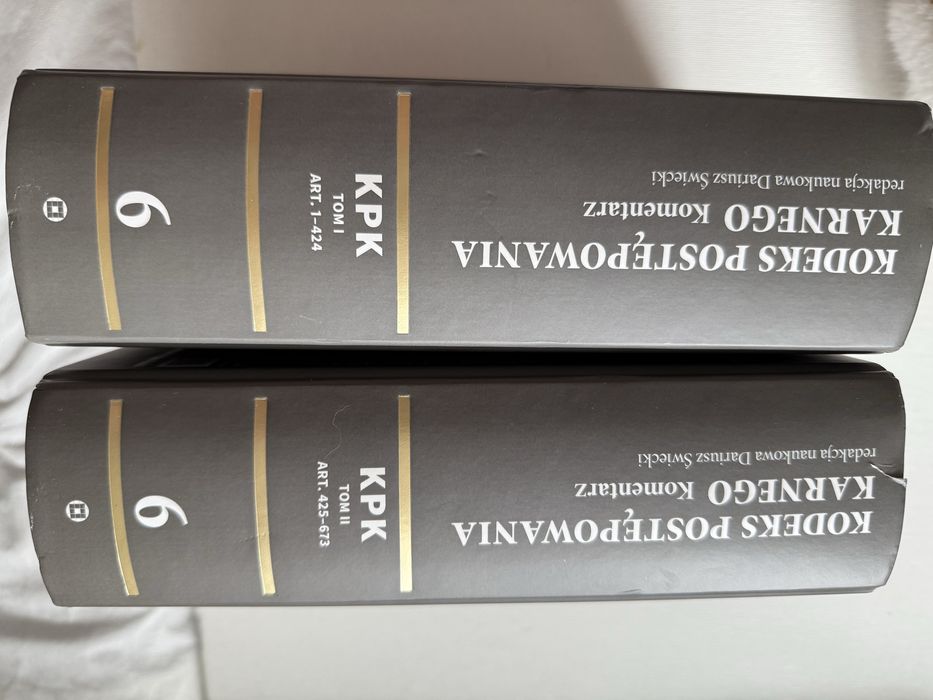 KODEKS POSTĘPOWANIA
KARNEGO Komentarz
redakcja naukowa Dariusz Świecki
KPK
TOM I
ART. 1–424
6
KODEKS POSTĘPOWANIA
KARNEGO Komentarz
redakcja naukowa Dariusz Świecki
KPK
TOM II
ART. 425–673
6